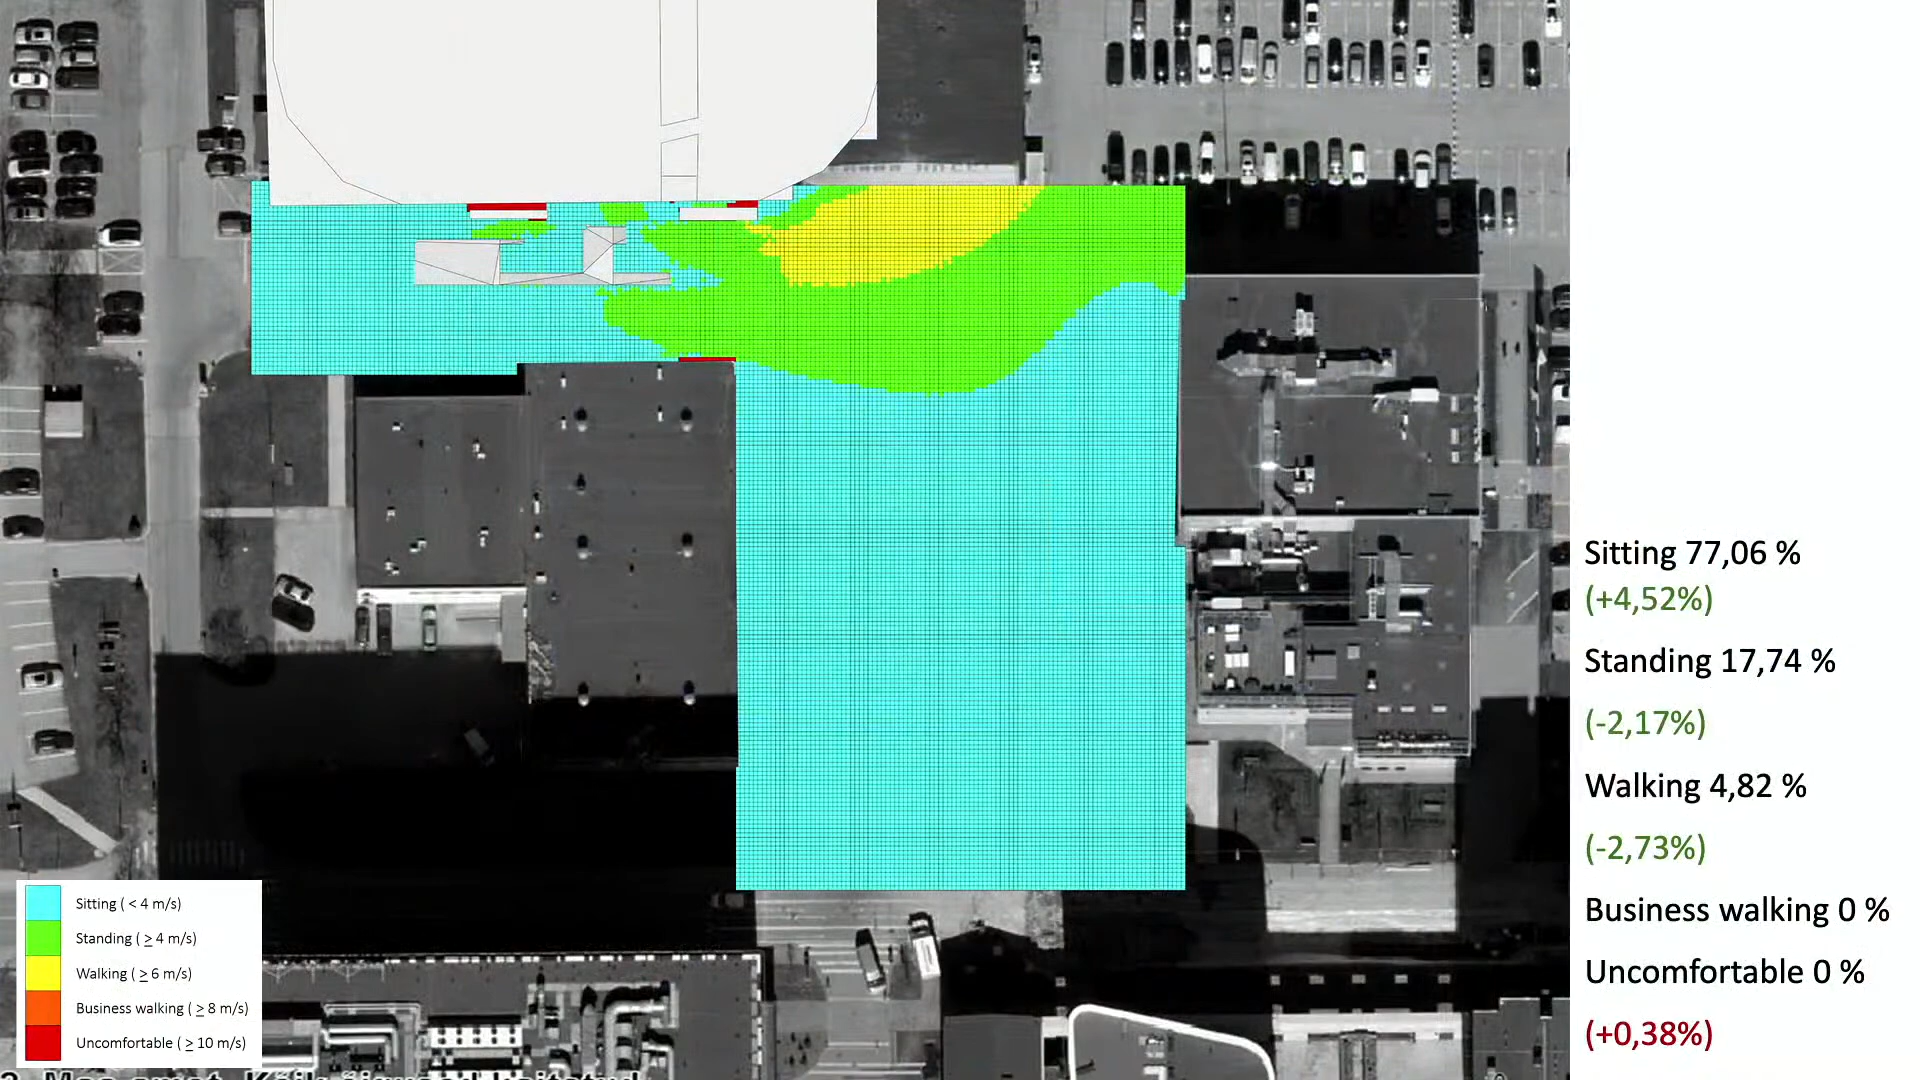 Sitting 77,06 %
(+4,52%)
Standing 17,74 %
(-2,17%)
Walking 4,82 %
(-2,73%)
Business walking 0 %
Uncomfortable 0 %
(+0,38%)
Sitting ( < 4 m/s)
Standing ( ≥ 4 m/s)
Walking ( ≥ 6 m/s)
Business walking ( ≥ 8 m/s)
Uncomfortable ( ≥ 10 m/s)